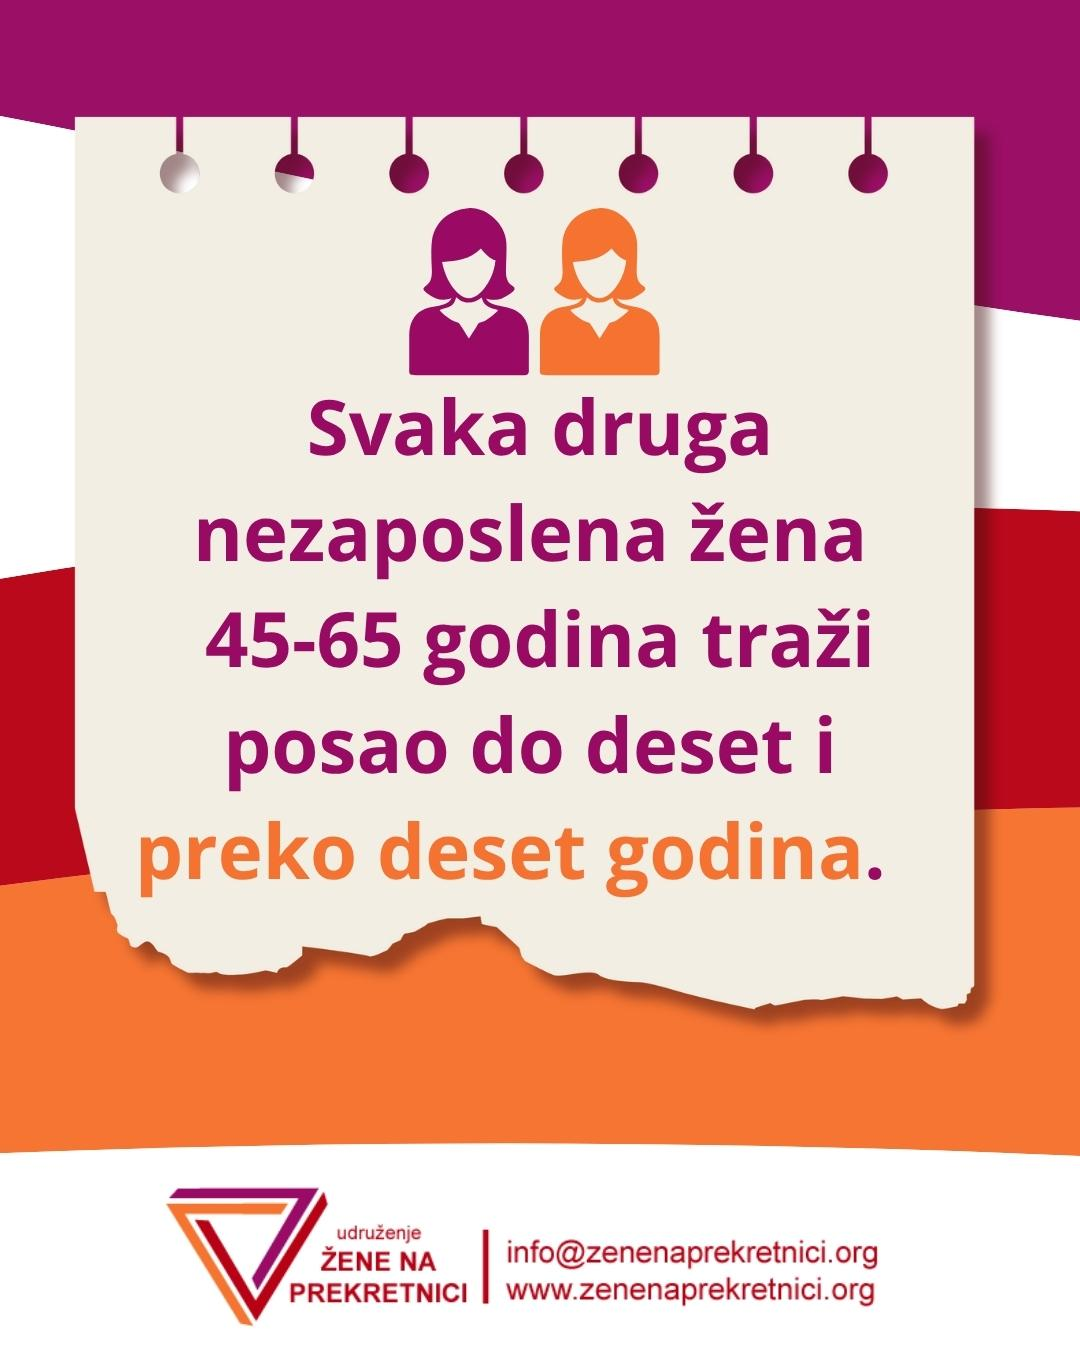 Svaka druga
nezaposlena žena
45-65 godina traži
posao do deset i
preko deset godina.
udruženje
ŽENE NA
PREKRETNICI
info@zenenaprekretnici.org
www.zenenaprekretnici.org